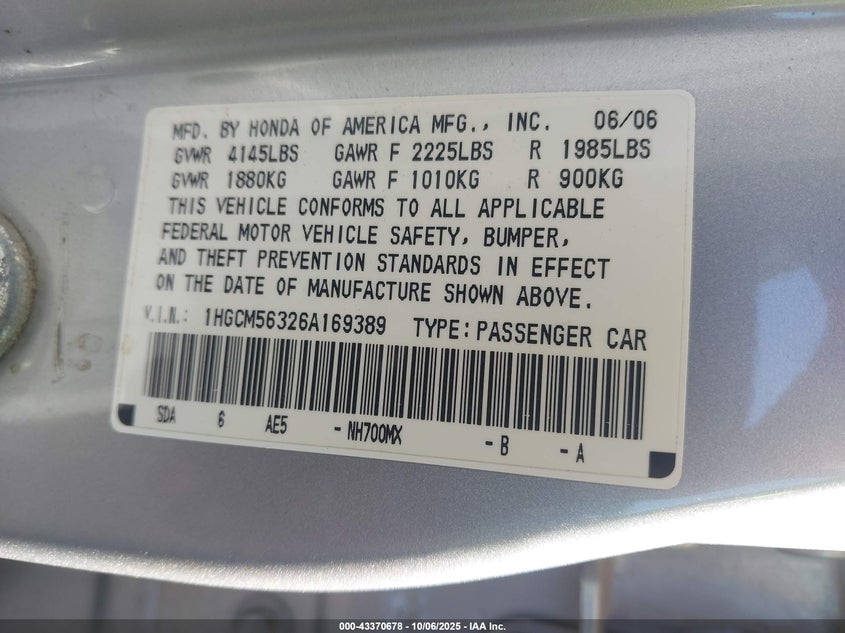 MFD. BY HONDA OF AMERICA MFG., INC. 06/06
GVWR 4145LBS GAWR F 2225LBS R 1985LBS
GVWR 1880KG GAWR F 1010KG R 900KG
THIS VEHICLE CONFORMS TO ALL APPLICABLE
FEDERAL MOTOR VEHICLE SAFETY, BUMPER,
AND THEFT PREVENTION STANDARDS IN EFFECT
ON THE DATE OF MANUFACTURE SHOWN ABOVE.
V.I.N.: 1HGCM56326A169389 TYPE: PASSENGER CAR
SDA 6 AE5 - NH700MX - B - A
000-43370678 - 10/06/2025 - IAA Inc.